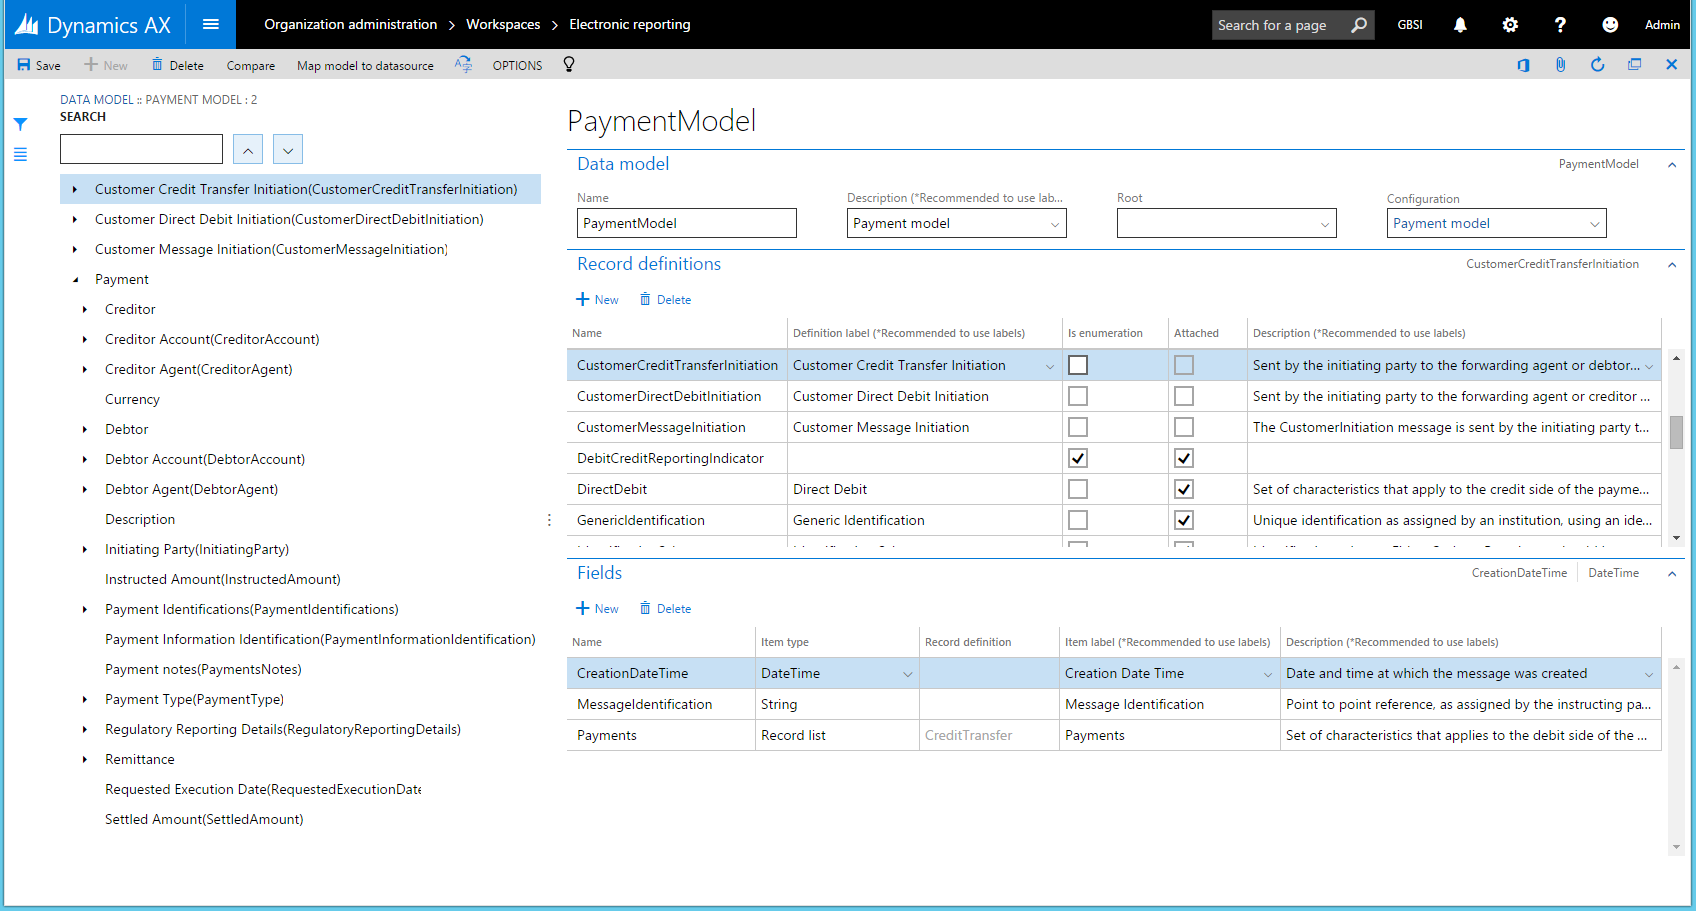 Dynamics AX
Organization administration > Workspaces > Electronic reporting
Search for a page
GBSI
Admin
Save
New
Delete
Compare
Map model to datasource
OPTIONS
DATA MODEL :: PAYMENT MODEL : 2
SEARCH
Customer Credit Transfer Initiation(CustomerCreditTransferInitiation)
Customer Direct Debit Initiation(CustomerDirectDebitInitiation)
Customer Message Initiation(CustomerMessageInitiation)
Payment
Creditor
Creditor Account(CreditorAccount)
Creditor Agent(CreditorAgent)
Currency
Debtor
Debtor Account(DebtorAccount)
Debtor Agent(DebtorAgent)
Description
Initiating Party(InitiatingParty)
Instructed Amount(InstructedAmount)
Payment Identifications(PaymentIdentifications)
Payment Information Identification(PaymentInformationIdentification)
Payment notes(PaymentsNotes)
Payment Type(PaymentType)
Regulatory Reporting Details(RegulatoryReportingDetails)
Remittance
Requested Execution Date(RequestedExecutionDate
Settled Amount(SettledAmount)
PaymentModel
Data model
PaymentModel
Name
Description (*Recommended to use lab...
Root
Configuration
PaymentModel
Payment model
Payment model
Record definitions
CustomerCreditTransferInitiation
New
Delete
Name Definition label (*Recommended to use labels) Is enumeration Attached Description (*Recommended to use labels)
CustomerCreditTransferInitiation Customer Credit Transfer Initiation Sent by the initiating party to the forwarding agent or debtor...
CustomerDirectDebitInitiation Customer Direct Debit Initiation Sent by the initiating party to the forwarding agent or creditor ...
CustomerMessageInitiation Customer Message Initiation The CustomerInitiation message is sent by the initiating party t...
DebitCreditReportingIndicator
DirectDebit Direct Debit Set of characteristics that apply to the credit side of the payme...
GenericIdentification Generic Identification Unique identification as assigned by an institution, using an ide...
Fields
CreationDateTime
DateTime
New
Delete
Name Item type Record definition Item label (*Recommended to use labels) Description (*Recommended to use labels)
CreationDateTime DateTime Creation Date Time Date and time at which the message was created
MessageIdentification String Message Identification Point to point reference, as assigned by the instructing pa...
Payments Record list CreditTransfer Payments Set of characteristics that applies to the debit side of the ...